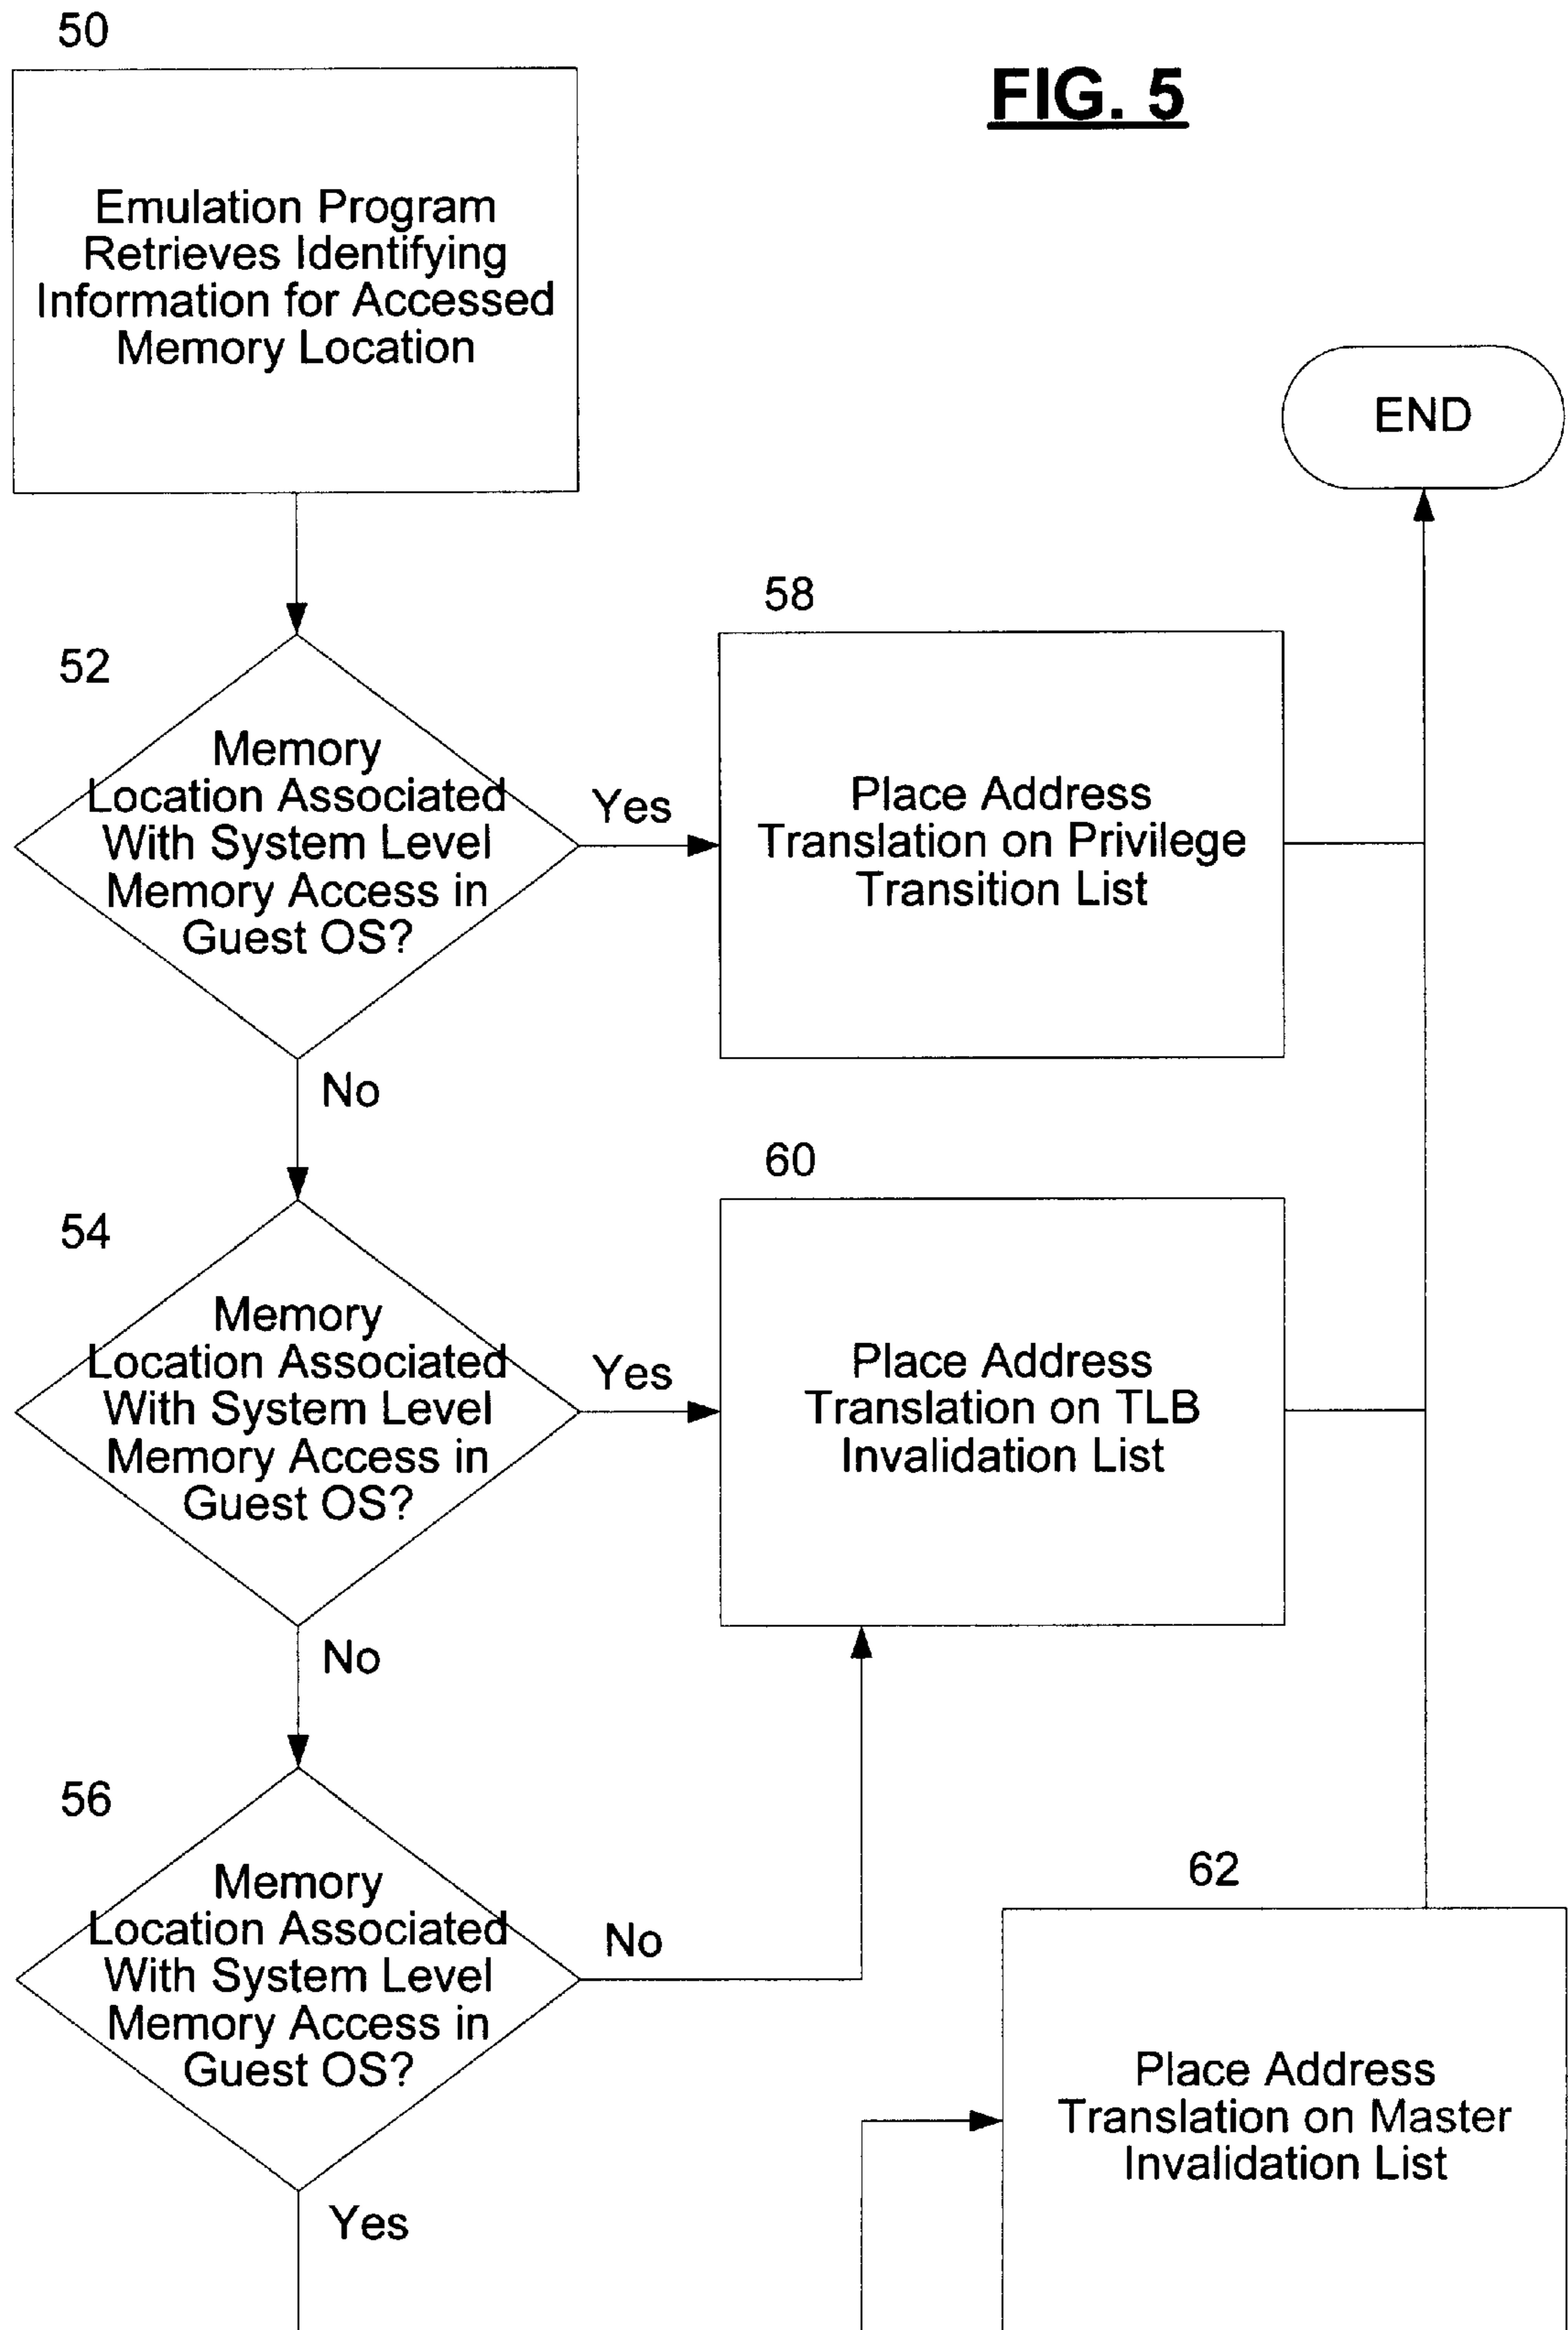 50
FIG. 5
Emulation Program
Retrieves Identifying
Information for Accessed
Memory Location
END
52
Memory
Location Associated
With System Level
Memory Access in
Guest OS?
Yes
58
Place Address
Translation on Privilege
Transition List
No
54
Memory
Location Associated
With System Level
Memory Access in
Guest OS?
Yes
60
Place Address
Translation on TLB
Invalidation List
No
56
Memory
Location Associated
With System Level
Memory Access in
Guest OS?
No
62
Place Address
Translation on Master
Invalidation List
Yes